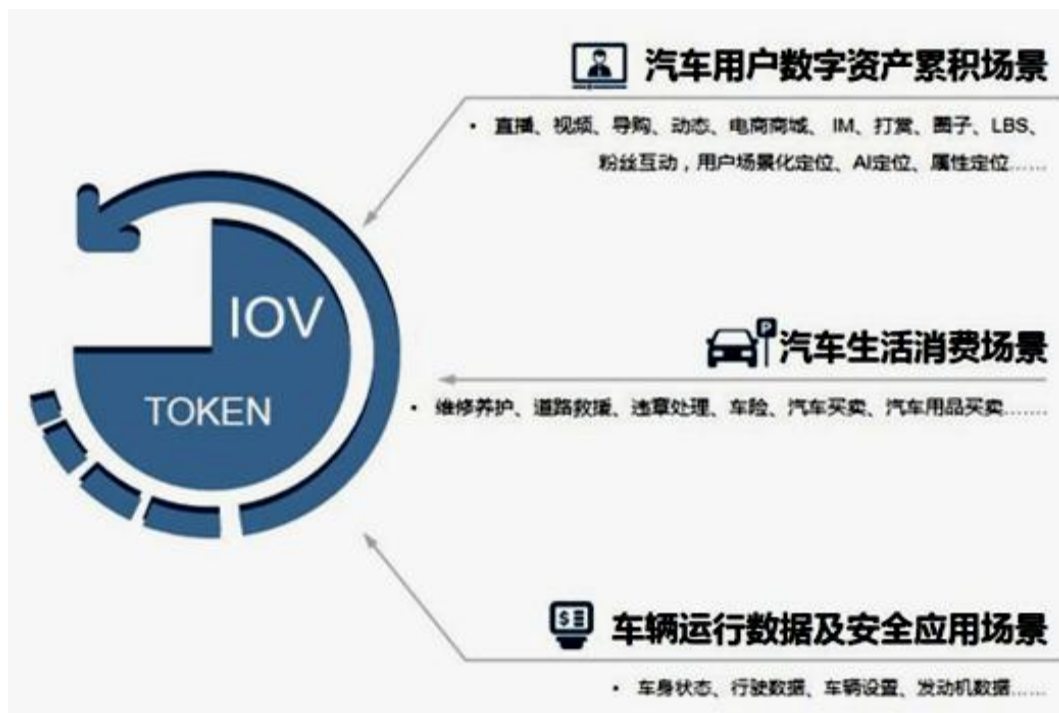 汽车用户数字资产累积场景
• 直播、视频、导购、动态、电商商城、 IM、打赏、圈子、LBS、
粉丝互动，用户场景化定位、AI定位、属性定位……
IOV
TOKEN
P
汽车生活消费场景
• 维修养护、道路救援、违章处理、车险、汽车买卖、汽车用品买卖……
$
车辆运行数据及安全应用场景
• 车身状态、行驶数据、车辆设置、发动机数据……